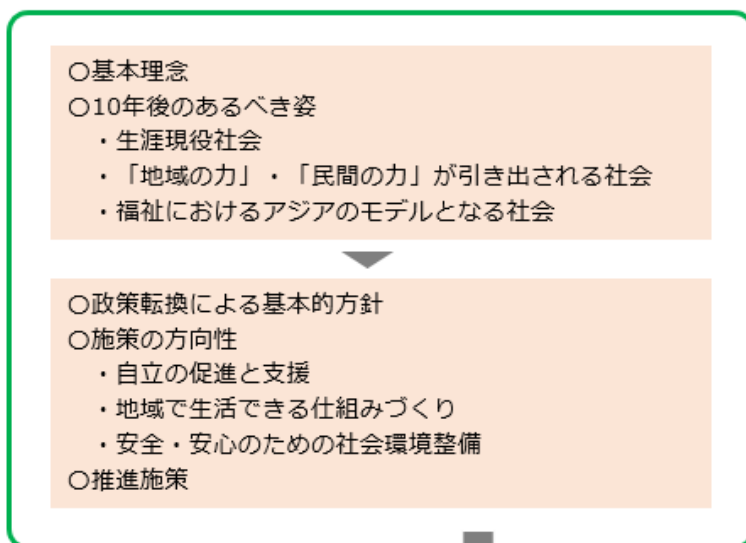 〇基本理念
〇10年後のあるべき姿
・生涯現役社会
・「地域の力」・「民間の力」が引き出される社会
・福祉におけるアジアのモデルとなる社会
〇政策転換による基本的方針
〇施策の方向性
・自立の促進と支援
・地域で生活できる仕組みづくり
・安全・安心のための社会環境整備
〇推進施策